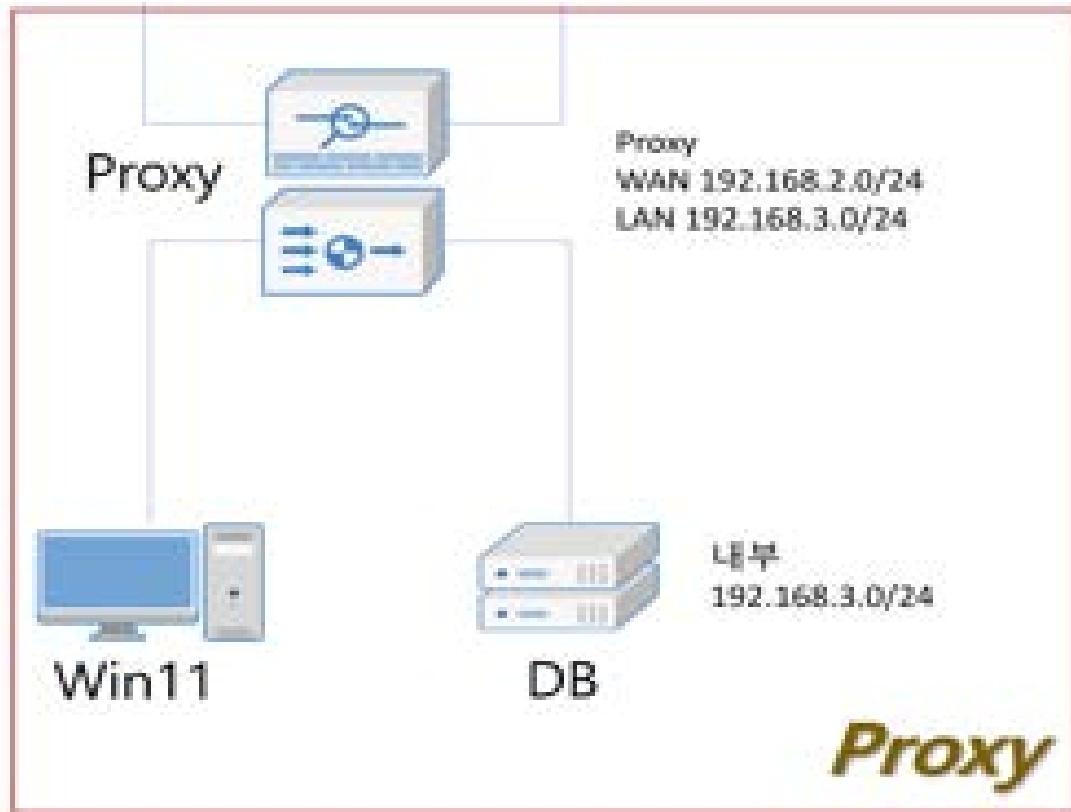 Proxy
Proxy
WAN 192.168.2.0/24
LAN 192.168.3.0/24
내부
192.168.3.0/24
Win11
DB
Proxy